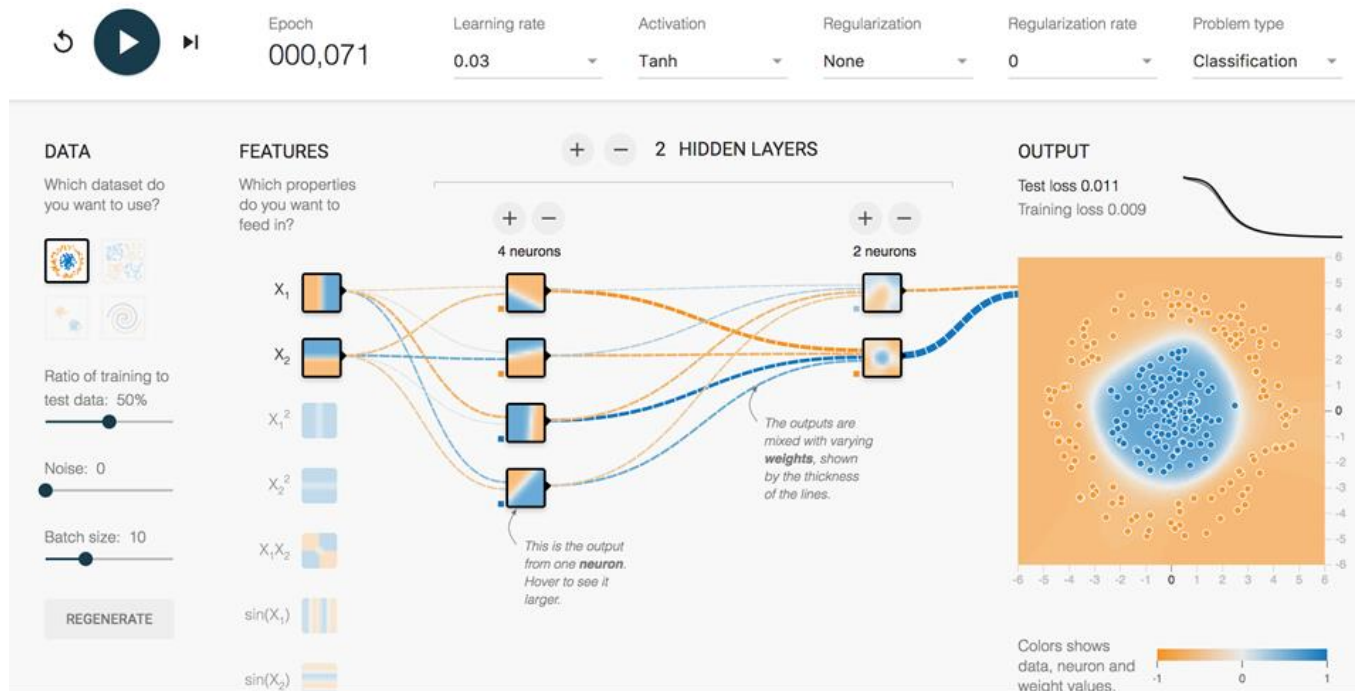 Epoch
000,071
Learning rate
0.03
Activation
Tanh
Regularization
None
Regularization rate
0
Problem type
Classification
DATA
Which dataset do
you want to use?
Ratio of training to
test data: 50%
Noise: 0
Batch size: 10
REGENERATE
FEATURES
Which properties
do you want to
feed in?
X1
X2
X1²
X2²
X1X2
sin(X1)
sin(X2)
+ − 2 HIDDEN LAYERS
+ −
4 neurons
+ −
2 neurons
This is the output
from one neuron.
Hover to see it
larger.
The outputs are
mixed with varying
weights, shown
by the thickness
of the lines.
OUTPUT
Test loss 0.011
Training loss 0.009
6
5
4
3
2
1
0
-1
-2
-3
-4
-5
-6
-6 -5 -4 -3 -2 -1 0 1 2 3 4 5 6
Colors shows
data, neuron and
weight values.
-1 0 1